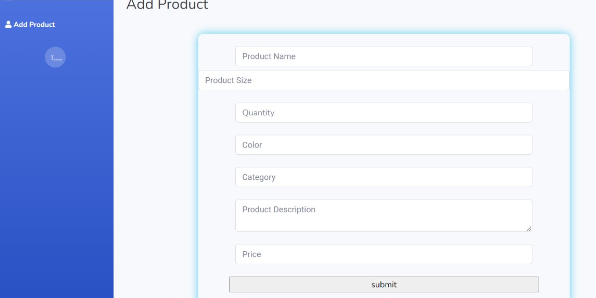 Add Product
Add Product
Product Name
Product Size
Quantity
Color
Category
Product Description
Price
submit